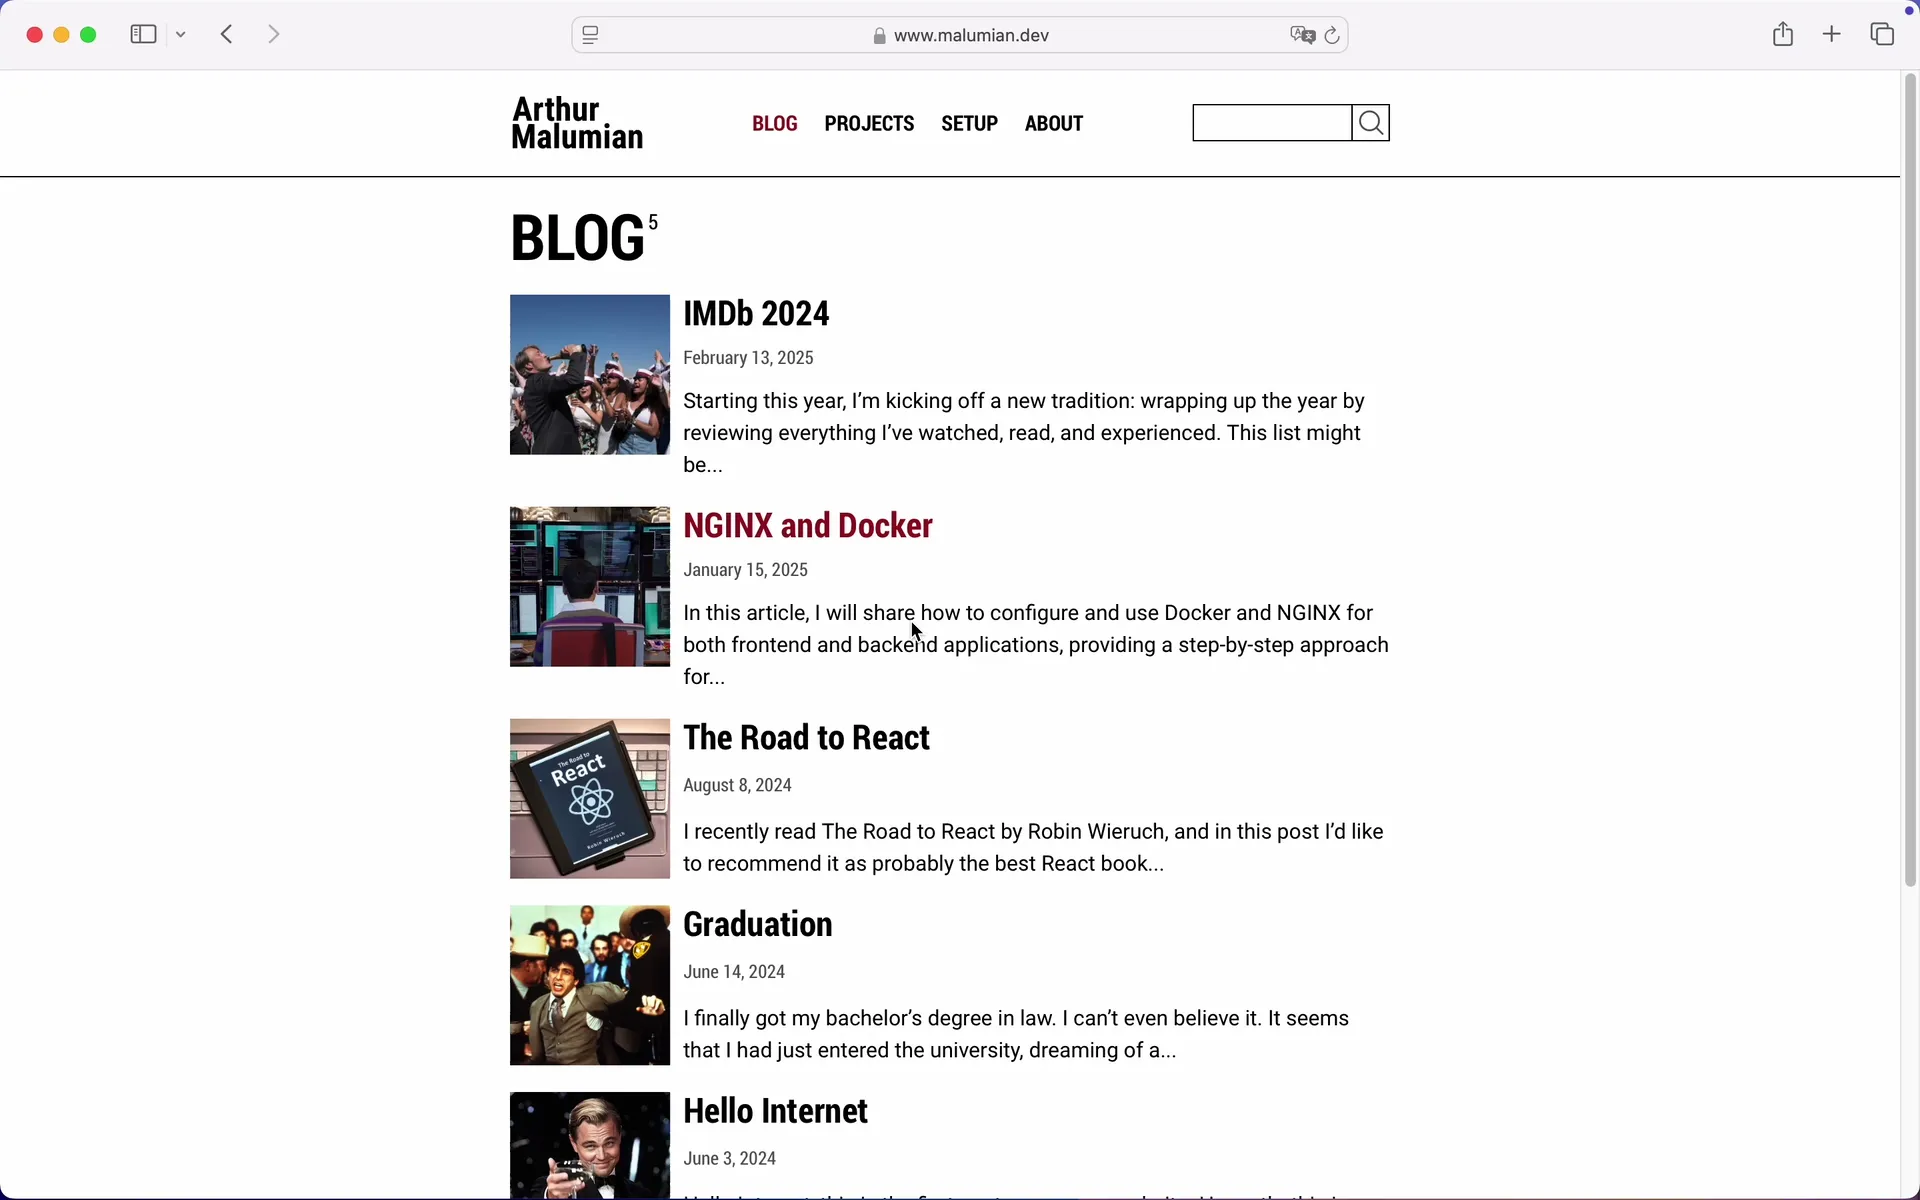 www.malumian.dev
Arthur
Malumian
BLOG
PROJECTS
SETUP
ABOUT
BLOG5
IMDb 2024
February 13, 2025
Starting this year, I’m kicking off a new tradition: wrapping up the year by
reviewing everything I’ve watched, read, and experienced. This list might
be...
NGINX and Docker
January 15, 2025
In this article, I will share how to configure and use Docker and NGINX for
both frontend and backend applications, providing a step-by-step approach
for...
The Road to
React
Robin Wieruch
The Road to React
August 8, 2024
I recently read The Road to React by Robin Wieruch, and in this post I’d like
to recommend it as probably the best React book...
Graduation
June 14, 2024
I finally got my bachelor’s degree in law. I can’t even believe it. It seems
that I had just entered the university, dreaming of a...
Hello Internet
June 3, 2024